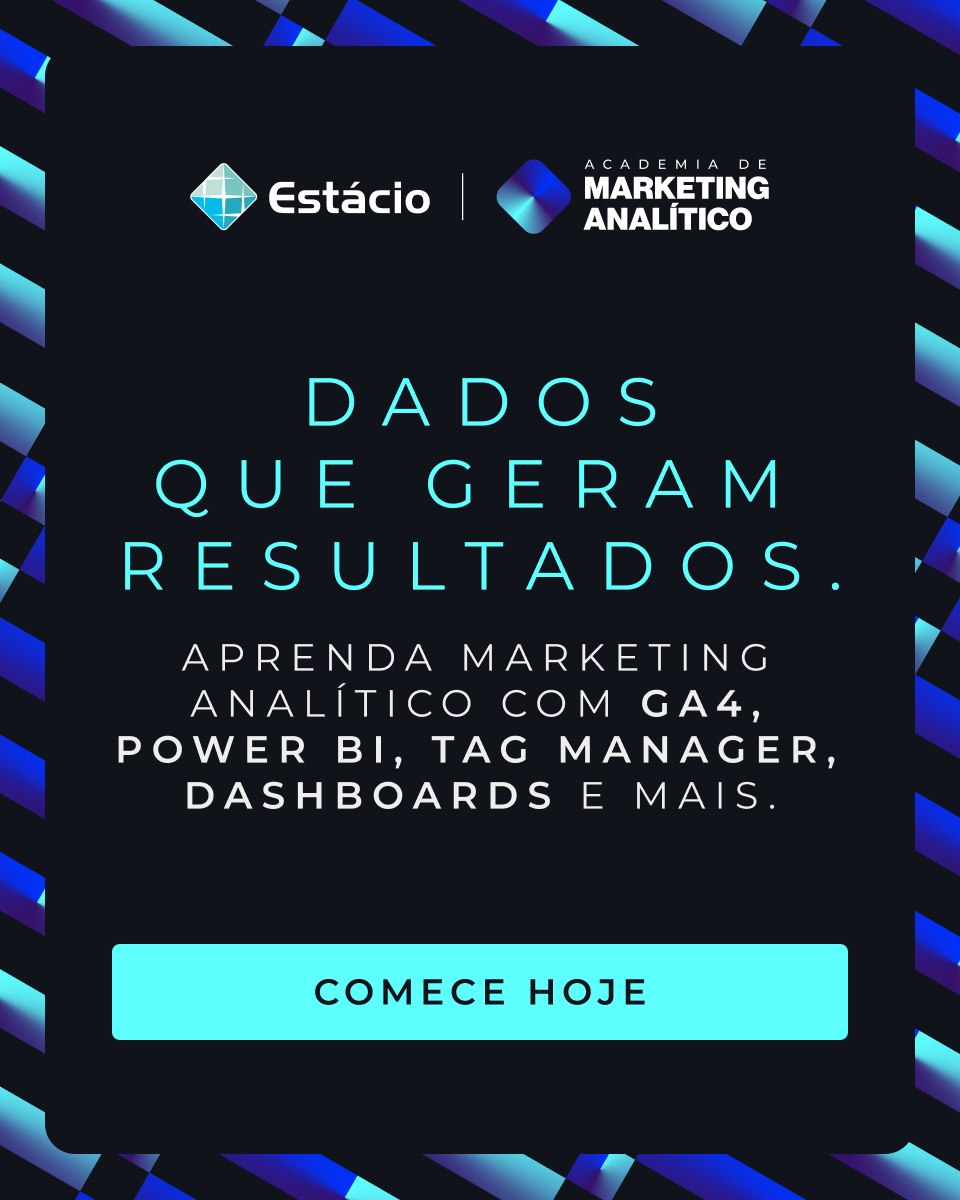 Estácio
ACADEMIA DE
MARKETING
ANALÍTICO
DADOS
QUE GERAM
RESULTADOS.
APRENDA MARKETING
ANALÍTICO COM GA4,
POWER BI, TAG MANAGER,
DASHBOARDS E MAIS.
COMECE HOJE